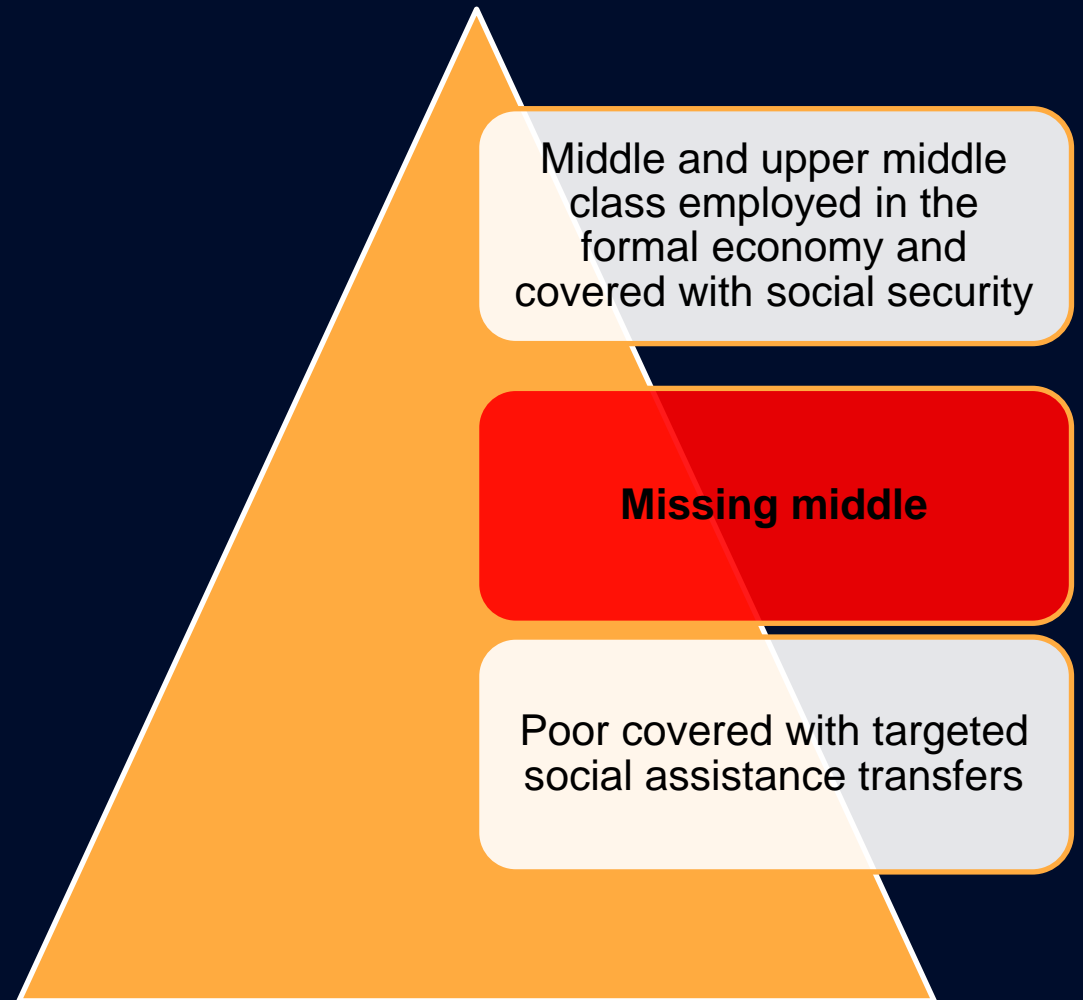 Middle and upper middle
class employed in the
formal economy and
covered with social security
Missing middle
Poor covered with targeted
social assistance transfers